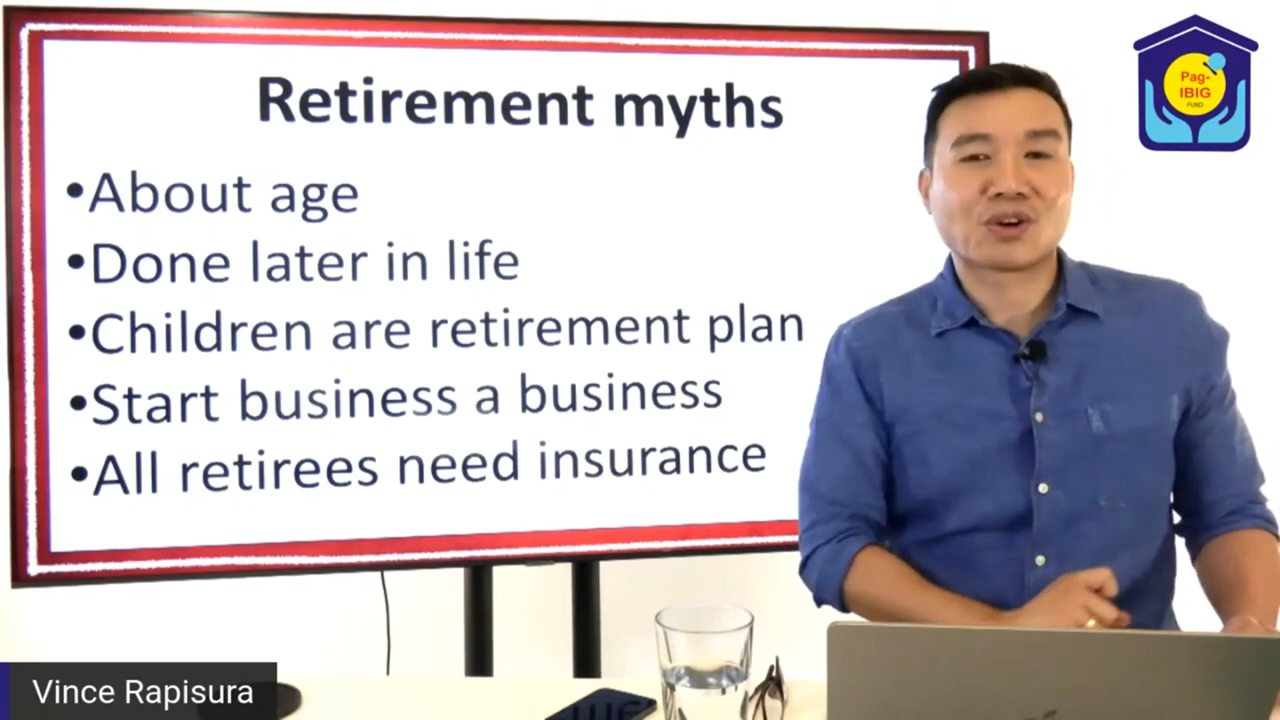 Retirement myths
•About age
•Done later in life
•Children are retirement plan
•Start business a business
•All retirees need insurance
Pag-
IBIG
FUND
Vince Rapisura